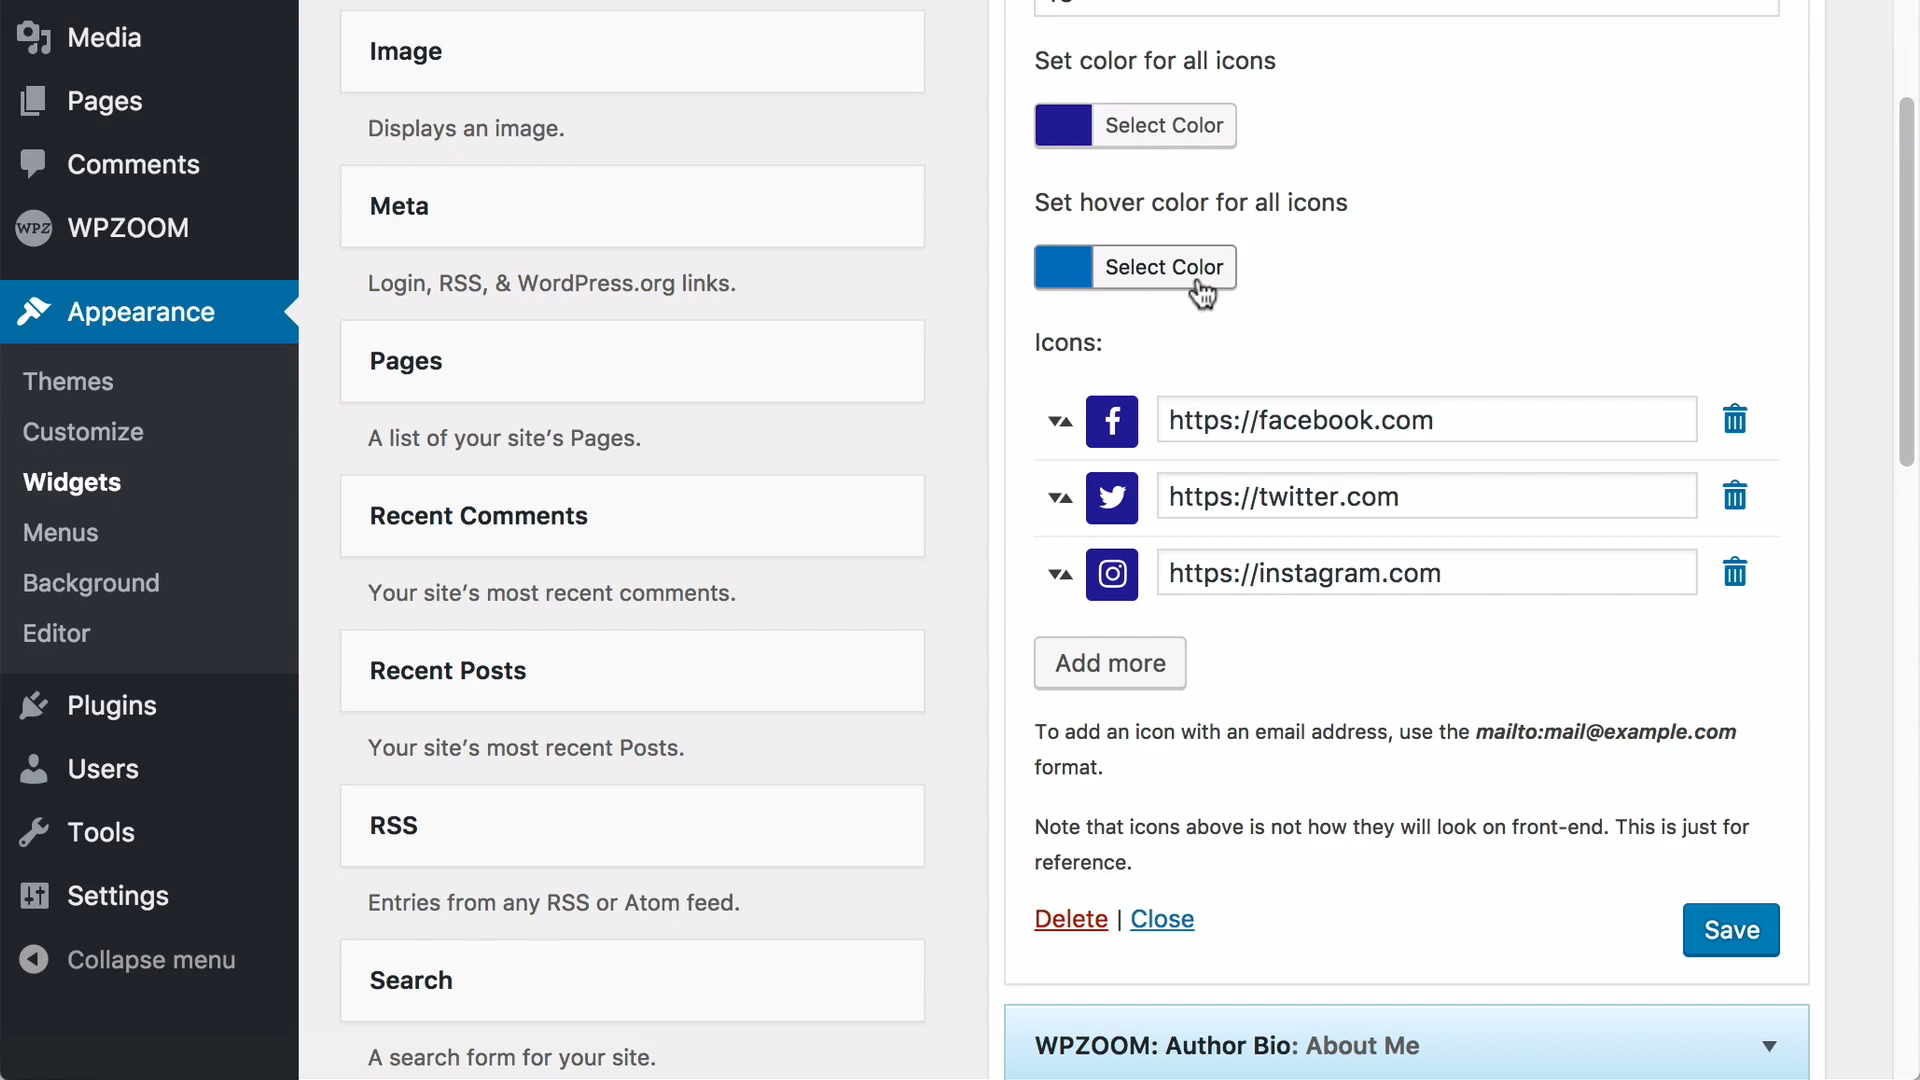 Media
Pages
Comments
WPZ WPZOOM
Appearance
Themes
Customize
Widgets
Menus
Background
Editor
Plugins
Users
Tools
Settings
Collapse menu
Image
Displays an image.
Meta
Login, RSS, & WordPress.org links.
Pages
A list of your site’s Pages.
Recent Comments
Your site’s most recent comments.
Recent Posts
Your site’s most recent Posts.
RSS
Entries from any RSS or Atom feed.
Search
A search form for your site.
Set color for all icons
Select Color
Set hover color for all icons
Select Color
Icons:
https://facebook.com
https://twitter.com
https://instagram.com
Add more
To add an icon with an email address, use the mailto:mail@example.com
format.
Note that icons above is not how they will look on front-end. This is just for
reference.
Delete | Close
Save
WPZOOM: Author Bio: About Me